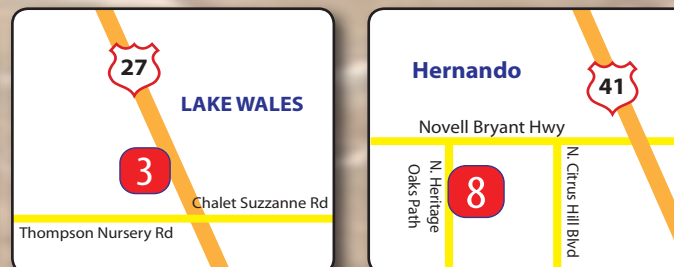 27
LAKE WALES
3
Chalet Suzzanne Rd
Thompson Nursery Rd
Hernando
41
Novell Bryant Hwy
N. Heritage
Oaks Path
8
N. Citrus Hill Blvd